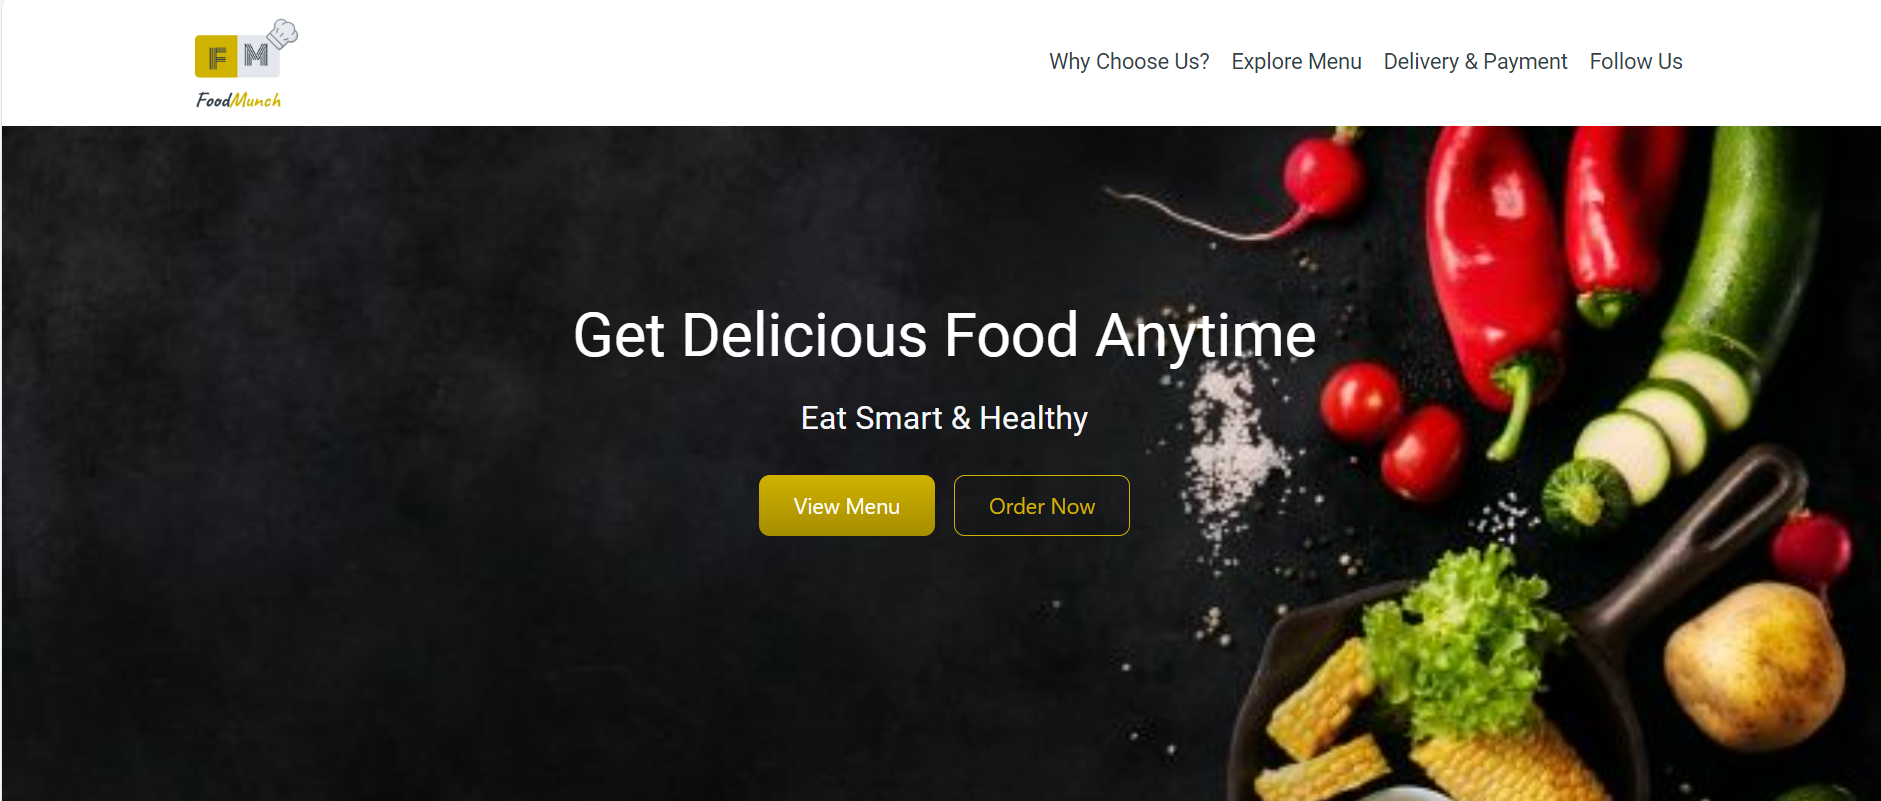 F M
FoodMunch
Why Choose Us? Explore Menu Delivery & Payment Follow Us
Get Delicious Food Anytime
Eat Smart & Healthy
View Menu Order Now